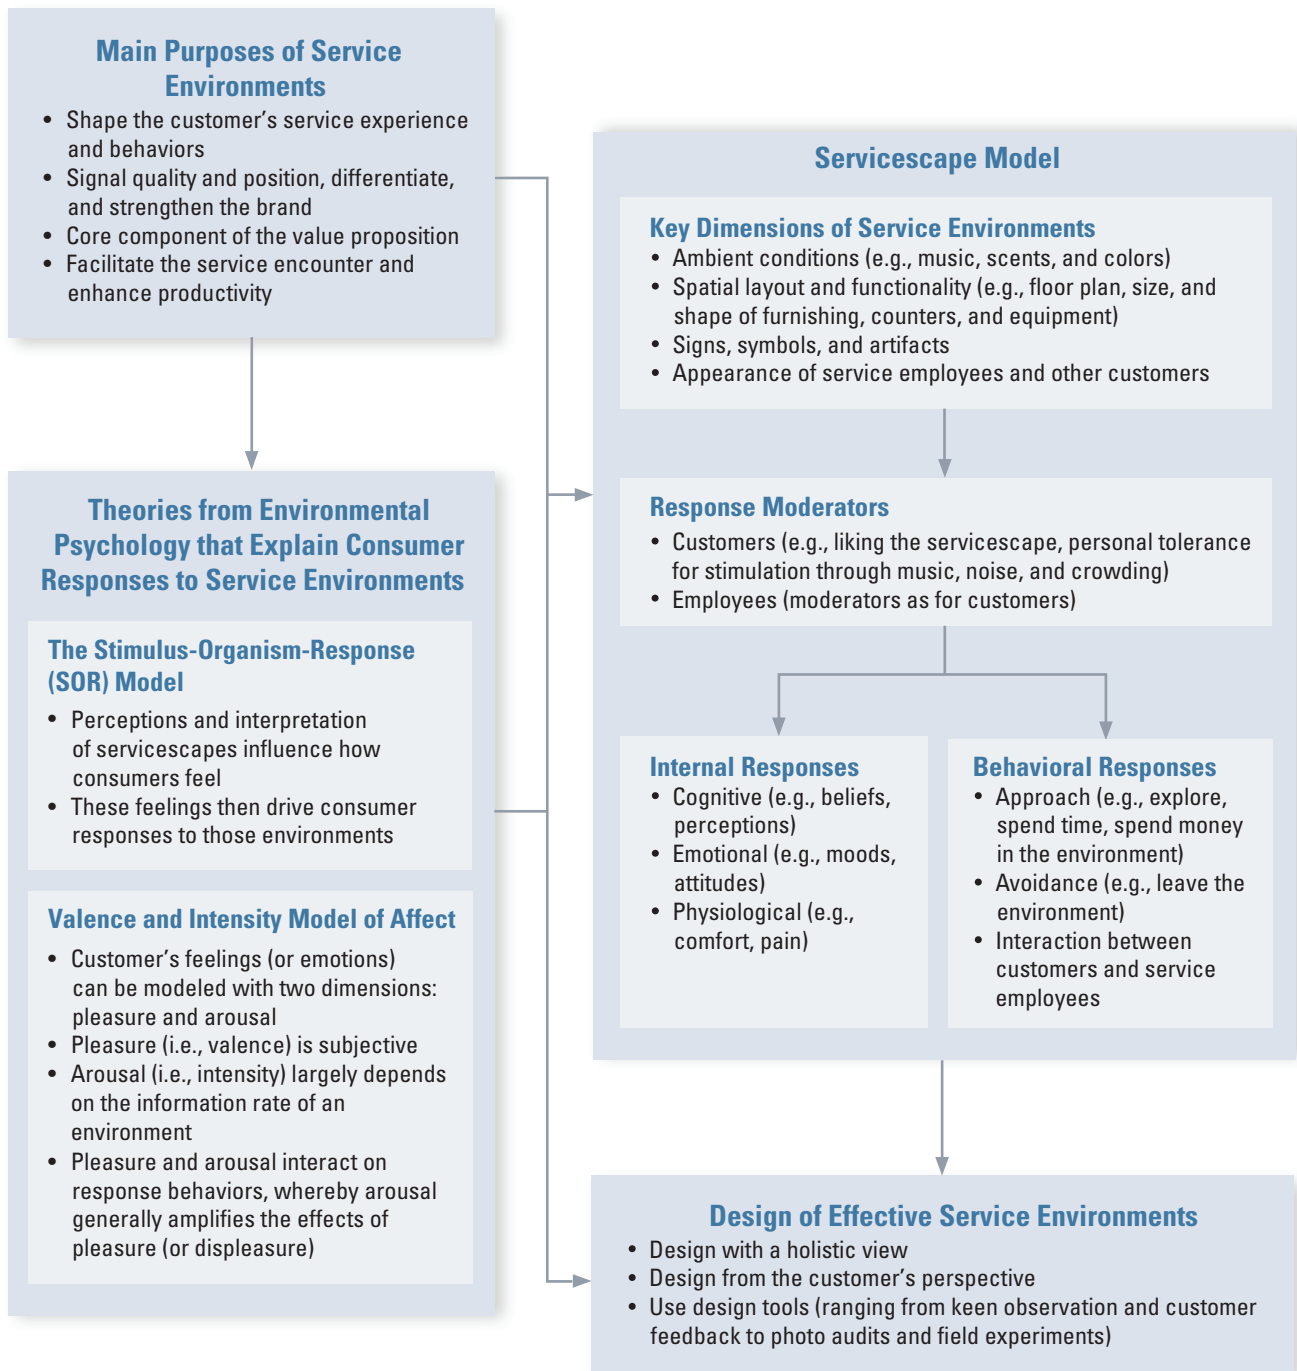 Main Purposes of Service
Environments
• Shape the customer's service experience
and behaviors
• Signal quality and position, differentiate,
and strengthen the brand
• Core component of the value proposition
• Facilitate the service encounter and
enhance productivity
Theories from Environmental
Psychology that Explain Consumer
Responses to Service Environments
The Stimulus-Organism-Response
(SOR) Model
• Perceptions and interpretation
of servicescapes influence how
consumers feel
• These feelings then drive consumer
responses to those environments
Valence and Intensity Model of Affect
• Customer's feelings (or emotions)
can be modeled with two dimensions:
pleasure and arousal
• Pleasure (i.e., valence) is subjective
• Arousal (i.e., intensity) largely depends
on the information rate of an
environment
• Pleasure and arousal interact on
response behaviors, whereby arousal
generally amplifies the effects of
pleasure (or displeasure)
Servicescape Model
Key Dimensions of Service Environments
• Ambient conditions (e.g., music, scents, and colors)
• Spatial layout and functionality (e.g., floor plan, size, and
shape of furnishing, counters, and equipment)
• Signs, symbols, and artifacts
• Appearance of service employees and other customers
Response Moderators
• Customers (e.g., liking the servicescape, personal tolerance
for stimulation through music, noise, and crowding)
• Employees (moderators as for customers)
Internal Responses
• Cognitive (e.g., beliefs,
perceptions)
• Emotional (e.g., moods,
attitudes)
• Physiological (e.g.,
comfort, pain)
Behavioral Responses
• Approach (e.g., explore,
spend time, spend money
in the environment)
• Avoidance (e.g., leave the
environment)
• Interaction between
customers and service
employees
Design of Effective Service Environments
• Design with a holistic view
• Design from the customer's perspective
• Use design tools (ranging from keen observation and customer
feedback to photo audits and field experiments)